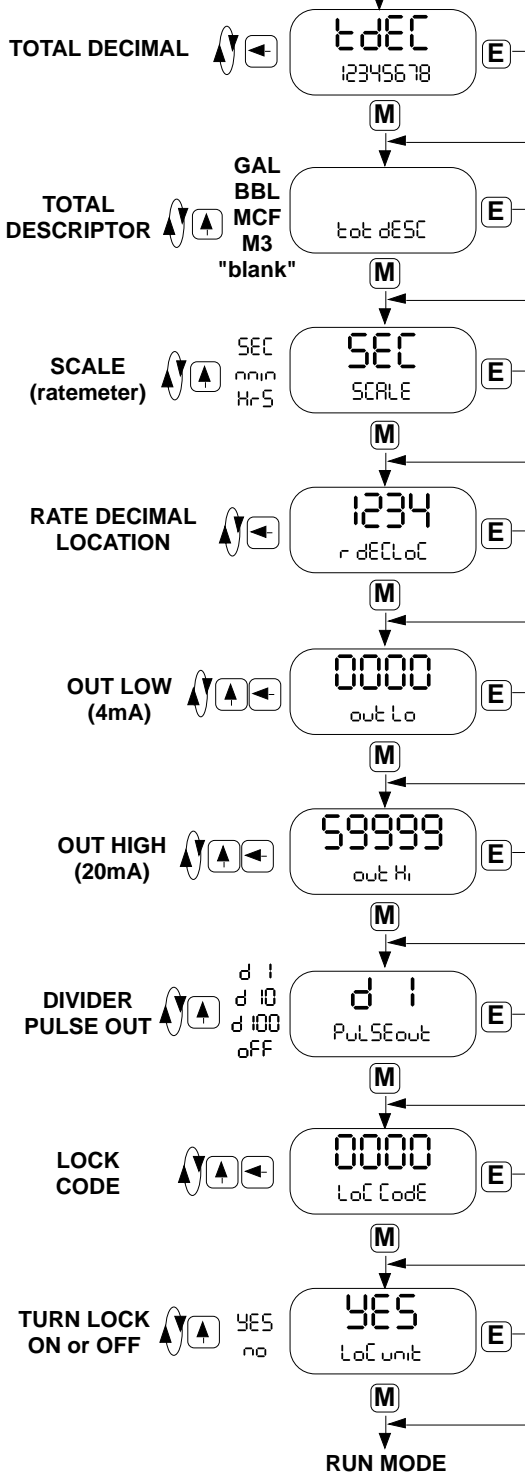 TOTAL DECIMAL
tdEC
12345678
E
M
TOTAL
DESCRIPTOR
GAL
BBL
MCF
M3
"blank"
tot dESC
E
M
SCALE
(ratemeter)
SEC
min
HrS
SEC
SCALE
E
M
RATE DECIMAL
LOCATION
1234
r dECLoC
E
M
OUT LOW
(4mA)
0000
out Lo
E
M
OUT HIGH
(20mA)
59999
out Hi
E
M
DIVIDER
PULSE OUT
d 1
d 10
d 100
oFF
d 1
PuLSEout
E
M
LOCK
CODE
0000
LoC CodE
E
M
TURN LOCK
ON or OFF
YES
no
YES
LoC unit
E
M
RUN MODE